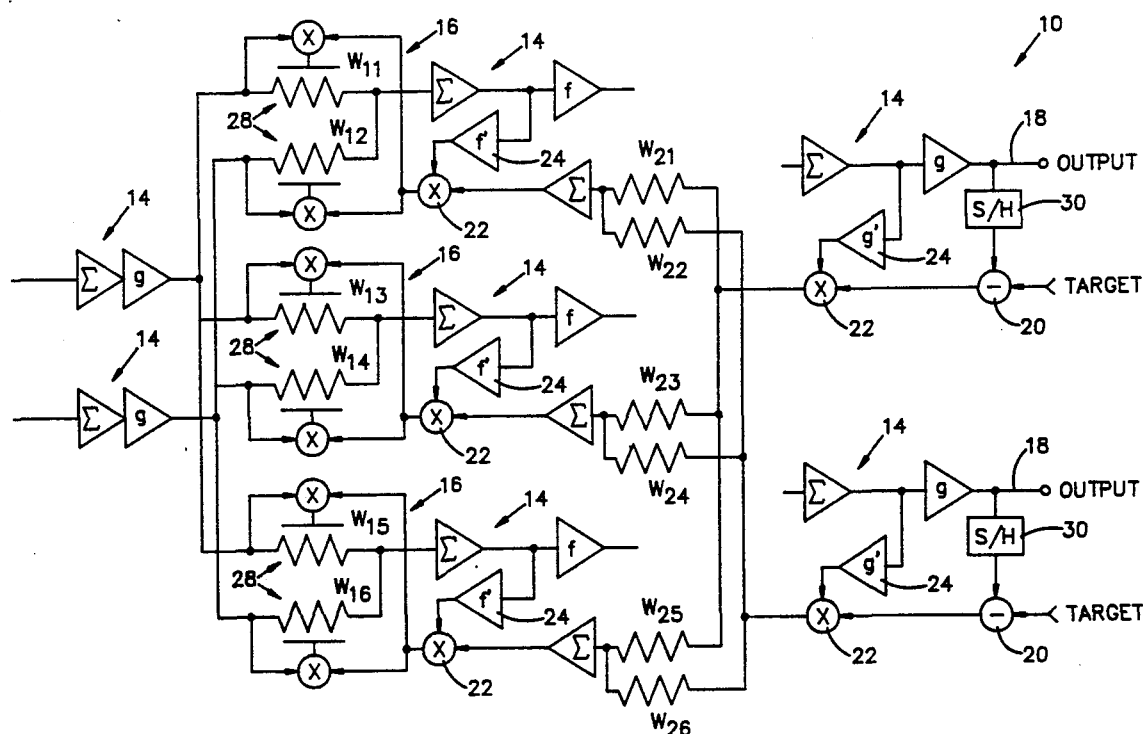 X 16 14 10
W11 Σ f 14 18
28 W12 f' 24 W21 Σ g OUTPUT
X Σ S/H 30
14 X 22 W22 g' 24
Σ g X 16 14 X − TARGET
W13 Σ f 22 20
28 W14 f' 24 W23
14 X Σ 14 18
Σ g X 22 W24 Σ g OUTPUT
X 16 14 S/H 30
W15 Σ f g' 24
28 W16 f' 24 W25 X − TARGET
X Σ 22 20
X 22 W26